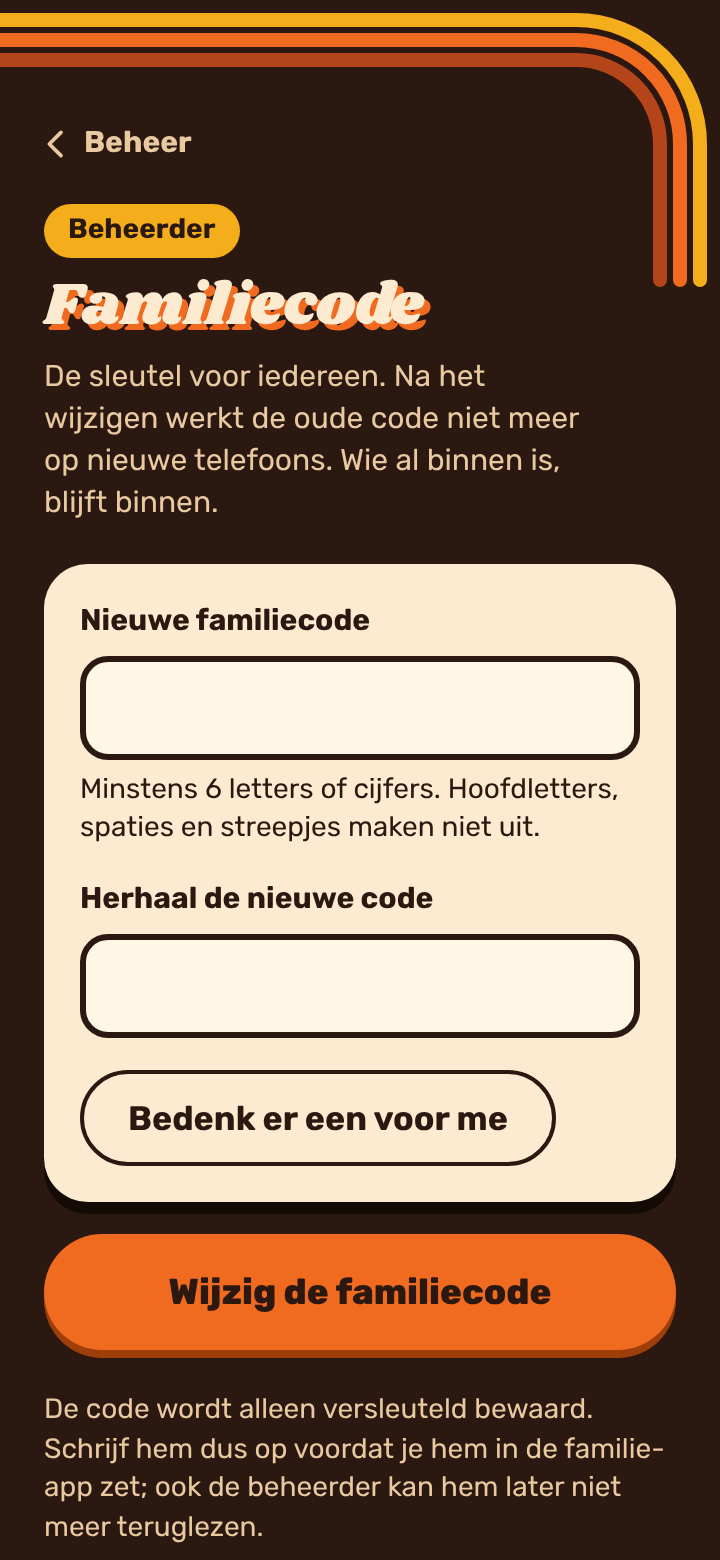 Beheer
Beheerder
Familiecode
De sleutel voor iedereen. Na het
wijzigen werkt de oude code niet meer
op nieuwe telefoons. Wie al binnen is,
blijft binnen.
Nieuwe familiecode
Minstens 6 letters of cijfers. Hoofdletters,
spaties en streepjes maken niet uit.
Herhaal de nieuwe code
Bedenk er een voor me
Wijzig de familiecode
De code wordt alleen versleuteld bewaard.
Schrijf hem dus op voordat je hem in de familie-
app zet; ook de beheerder kan hem later niet
meer teruglezen.